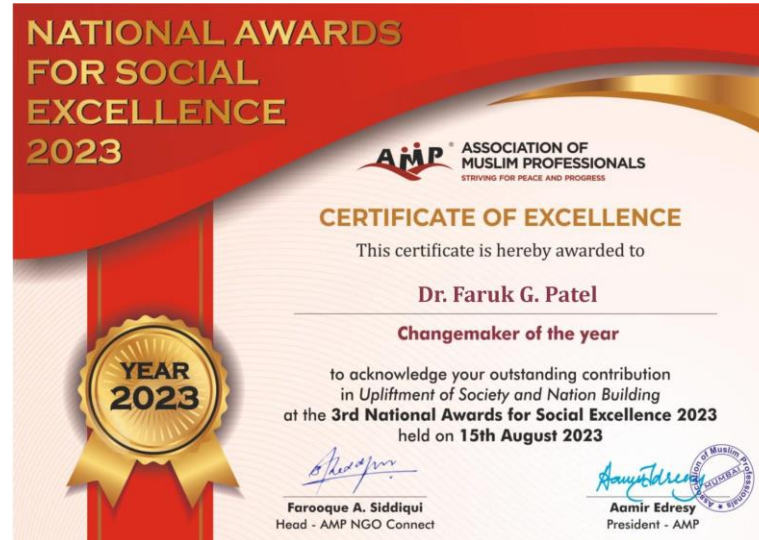 NATIONAL AWARDS
FOR SOCIAL
EXCELLENCE
2023
AMP®
ASSOCIATION OF
MUSLIM PROFESSIONALS
STRIVING FOR PEACE AND PROGRESS
CERTIFICATE OF EXCELLENCE
This certificate is hereby awarded to
Dr. Faruk G. Patel
Changemaker of the year
to acknowledge your outstanding contribution
in Upliftment of Society and Nation Building
at the 3rd National Awards for Social Excellence 2023
held on 15th August 2023
YEAR
2023
Farooque A. Siddiqui
Head - AMP NGO Connect
Aamir Edresy
Aamir Edresy
President - AMP
Association of Muslim Professionals
MUMBAI